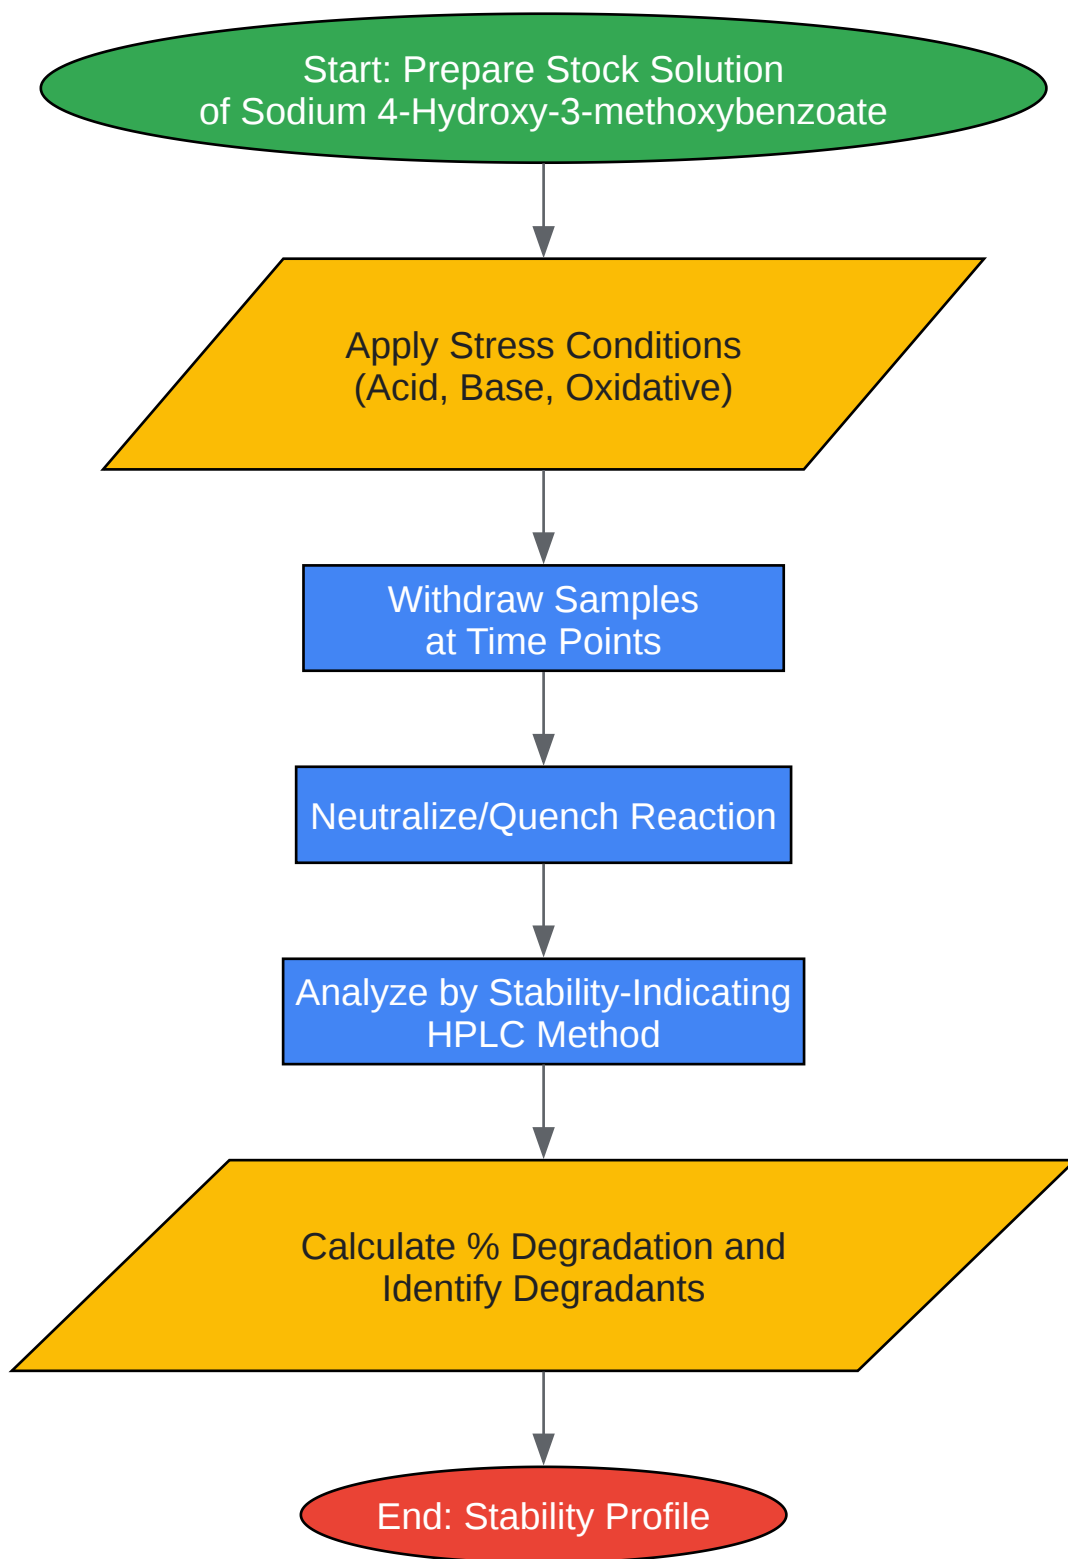 Start: Prepare Stock Solution
of Sodium 4-Hydroxy-3-methoxybenzoate
Apply Stress Conditions
(Acid, Base, Oxidative)
Withdraw Samples
at Time Points
Neutralize/Quench Reaction
Analyze by Stability-Indicating
HPLC Method
Calculate % Degradation and
Identify Degradants
End: Stability Profile